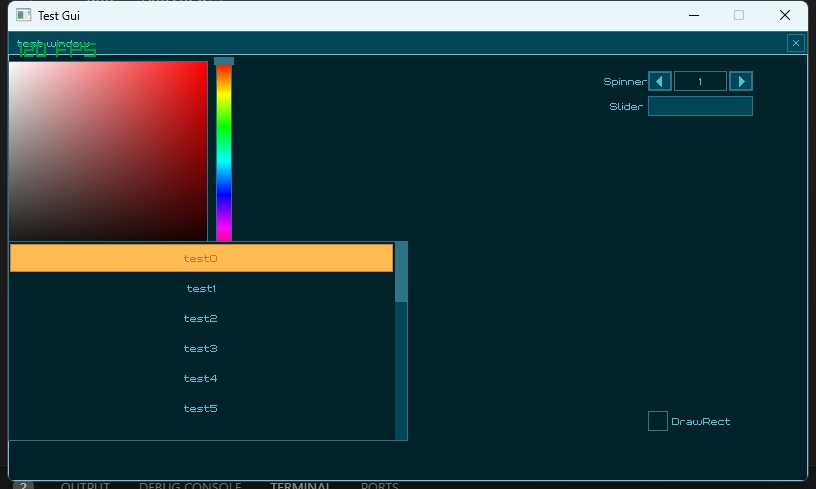 Test Gui
test window
120 FPS
Spinner
1
Slider
test0
test1
test2
test3
test4
test5
DrawRect
2 OUTPUT DEBUG CONSOLE TERMINAL PORTS